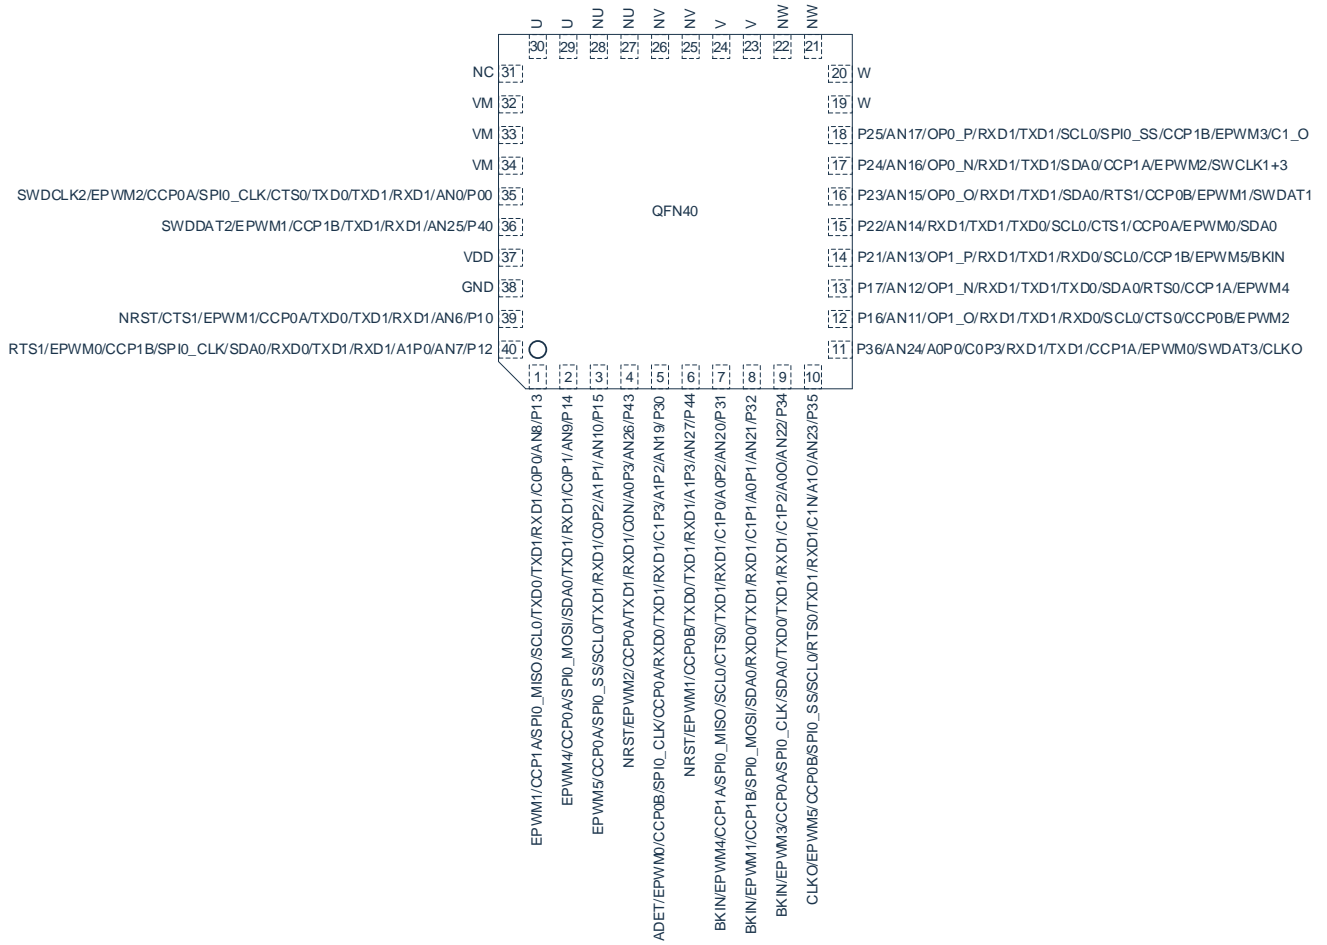 U
U
NU
NU
NV
NV
V
V
NW
NW
30
29
28
27
26
25
24
23
22
21
NC 31
VM 32
VM 33
VM 34
SWDCLK2/EPWM2/CCP0A/SPI0_CLK/CTS0/TXD0/TXD1/RXD1/AN0/P00 35
SWDDAT2/EPWM1/CCP1B/TXD1/RXD1/AN25/P40 36
VDD 37
GND 38
NRST/CTS1/EPWM1/CCP0A/TXD0/TXD1/RXD1/AN6/P10 39
RTS1/EPWM0/CCP1B/SPI0_CLK/SDA0/RXD0/TXD1/RXD1/A1P0/AN7/P12 40
QFN40
20 W
19 W
18 P25/AN17/OP0_P/RXD1/TXD1/SCL0/SPI0_SS/CCP1B/EPWM3/C1_O
17 P24/AN16/OP0_N/RXD1/TXD1/SDA0/CCP1A/EPWM2/SWCLK1+3
16 P23/AN15/OP0_O/RXD1/TXD1/SDA0/RTS1/CCP0B/EPWM1/SWDAT1
15 P22/AN14/RXD1/TXD1/TXD0/SCL0/CTS1/CCP0A/EPWM0/SDA0
14 P21/AN13/OP1_P/RXD1/TXD1/RXD0/SCL0/CCP1B/EPWM5/BKIN
13 P17/AN12/OP1_N/RXD1/TXD1/TXD0/SDA0/RTS0/CCP1A/EPWM4
12 P16/AN11/OP1_O/RXD1/TXD1/RXD0/SCL0/CTS0/CCP0B/EPWM2
11 P36/AN24/A0P0/C0P3/RXD1/TXD1/CCP1A/EPWM0/SWDAT3/CLKO
1
2
3
4
5
6
7
8
9
10
EPWM1/CCP1A/SPI0_MISO/SCL0/TXD0/TXD1/RXD1/C0P0/AN8/P13
EPWM4/CCP0A/SPI0_MOSI/SDA0/TXD1/RXD1/C0P1/AN9/P14
EPWM5/CCP0A/SPI0_SS/SCL0/TXD1/RXD1/C0P2/A1P1/AN10/P15
NRST/EPWM2/CCP0A/TXD1/RXD1/C0N/A0P3/AN26/P43
ADET/EPWM0/CCP0B/SPI0_CLK/CCP0A/RXD0/TXD1/RXD1/C1P3/A1P2/AN19/P30
NRST/EPWM1/CCP0B/TXD0/TXD1/RXD1/A1P3/AN27/P44
BKIN/EPWM4/CCP1A/SPI0_MISO/SCL0/CTS0/TXD1/RXD1/C1P0/A0P2/AN20/P31
BKIN/EPWM1/CCP1B/SPI0_MOSI/SDA0/RXD0/TXD1/RXD1/C1P1/A0P1/AN21/P32
BKIN/EPWM3/CCP0A/SPI0_CLK/SDA0/TXD0/TXD1/RXD1/C1P2/A0O/AN22/P34
CLKO/EPWM5/CCP0B/SPI0_SS/SCL0/RTS0/TXD1/RXD1/C1N/A1O/AN23/P35